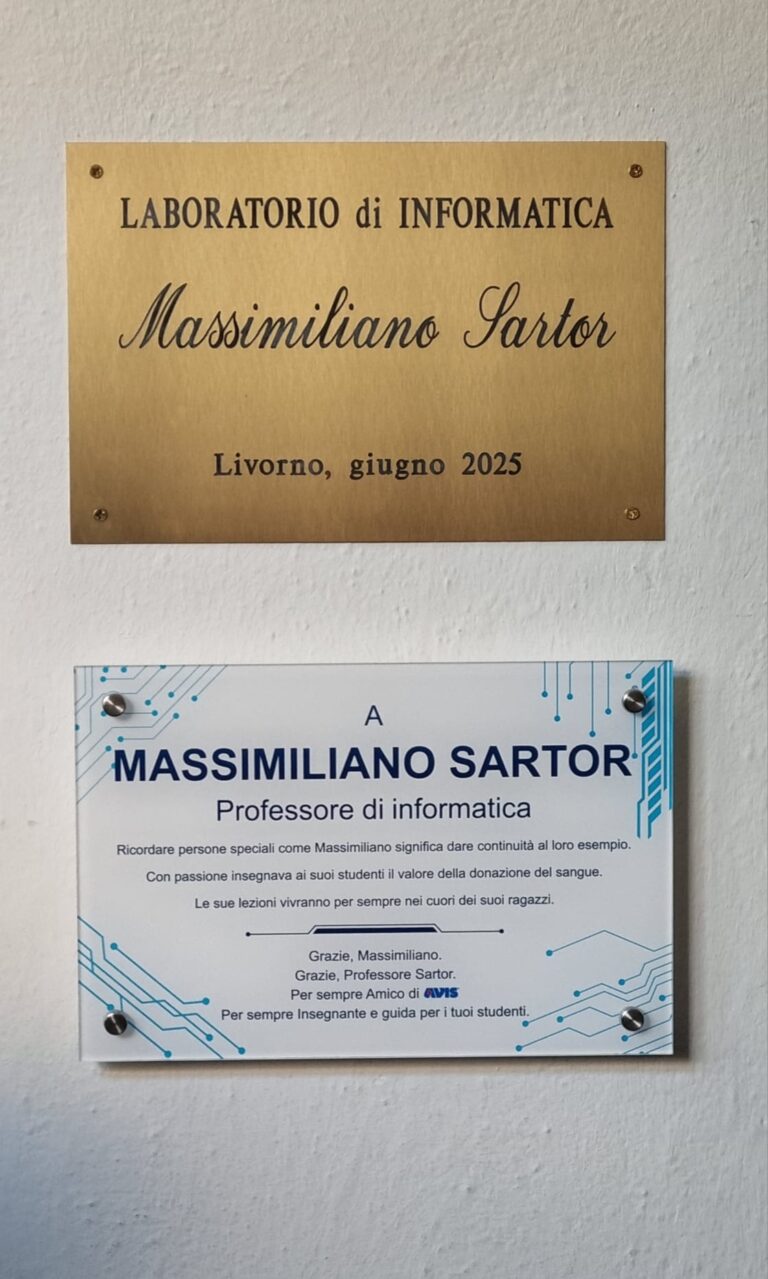 LABORATORIO di INFORMATICA
Massimiliano Sartor
Livorno, giugno 2025
A
MASSIMILIANO SARTOR
Professore di informatica
Ricordare persone speciali come Massimiliano significa dare continuità al loro esempio.
Con passione insegnava ai suoi studenti il valore della donazione del sangue.
Le sue lezioni vivranno per sempre nei cuori dei suoi ragazzi.
Grazie, Massimiliano.
Grazie, Professore Sartor.
Per sempre Amico di AVIS
Per sempre Insegnante e guida per i tuoi studenti.